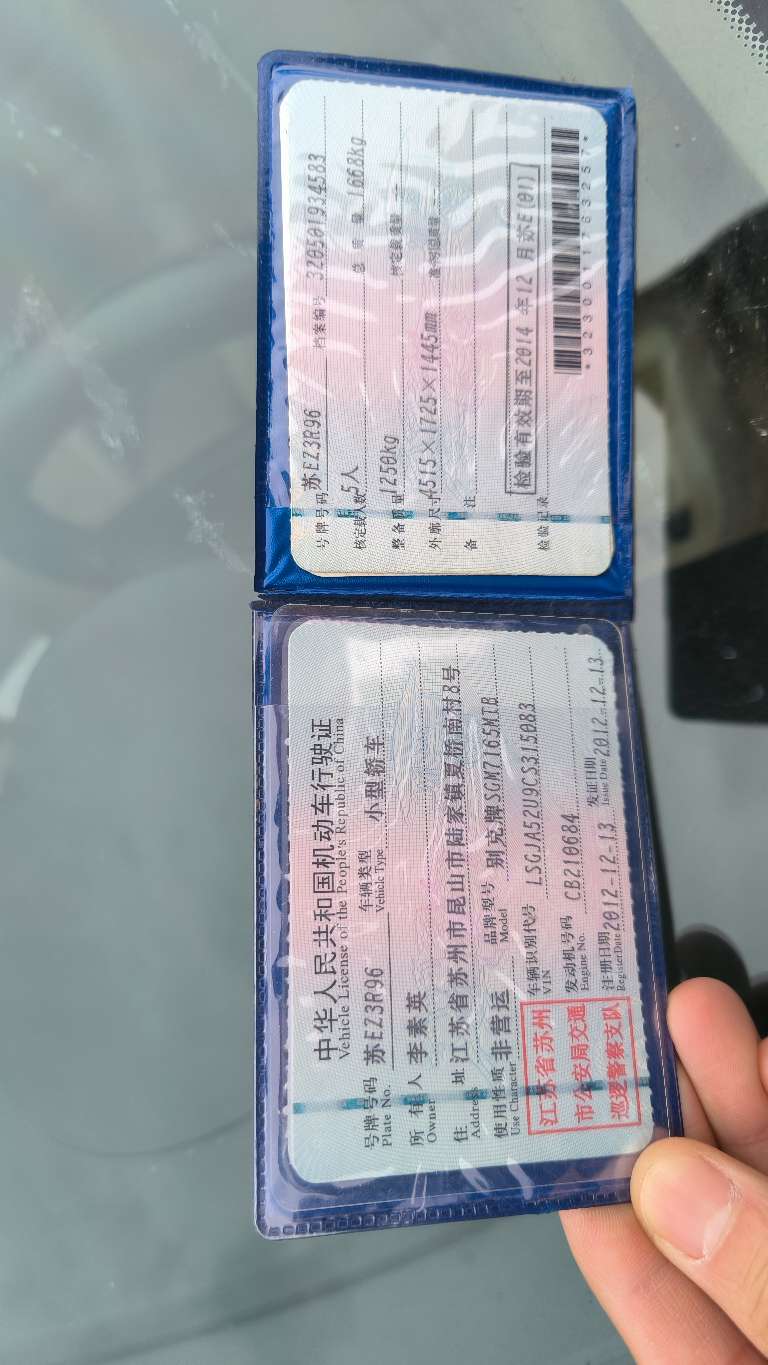 中华人民共和国机动车行驶证
Vehicle License of the People's Republic of China
号牌号码 苏EZ3R96 车辆类型 小型轿车
Plate No. Vehicle Type
所有人 李素英
Owner
住址 江苏省苏州市昆山市陆家镇夏桥南村8号
Address
使用性质 非营运 品牌型号 别克牌SGM7165MTB
Use Character Model
江苏省苏州
市公安局交通
巡逻警察支队
车辆识别代号 LSGJA52U9CS315083
VIN
发动机号码 CB210684
Engine No.
注册日期 2012-12-13 发证日期 2012-12-13
Register Date Issue Date
号牌号码 苏EZ3R96 档案编号 320501934583
核定载人数 5人 总质量 1668kg
整备质量 1250kg 核定载质量 --
外廓尺寸 4515×1725×1445mm 准牵引总质量 --
备注
检验记录 检验有效期至2014年12月苏E(01)
*3230011763257*